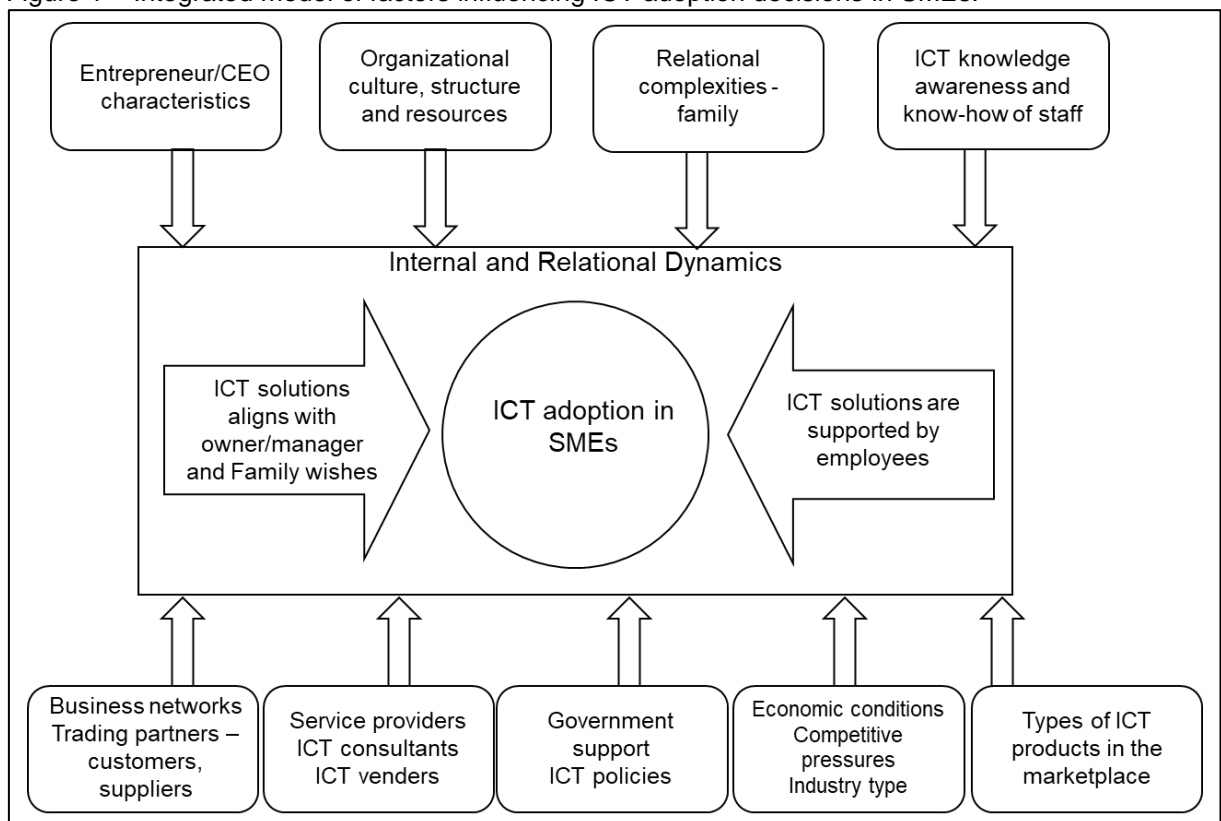 Figure – Integrated model of factors influencing ICT adoption decisions in SMEs.
Entrepreneur/CEO
characteristics
Organizational
culture, structure
and resources
Relational
complexities -
family
ICT knowledge
awareness and
know-how of staff
Internal and Relational Dynamics
ICT solutions
aligns with
owner/manager
and Family wishes
ICT adoption in
SMEs
ICT solutions are
supported by
employees
Business networks
Trading partners –
customers,
suppliers
Service providers
ICT consultants
ICT venders
Government
support
ICT policies
Economic conditions
Competitive
pressures
Industry type
Types of ICT
products in the
marketplace